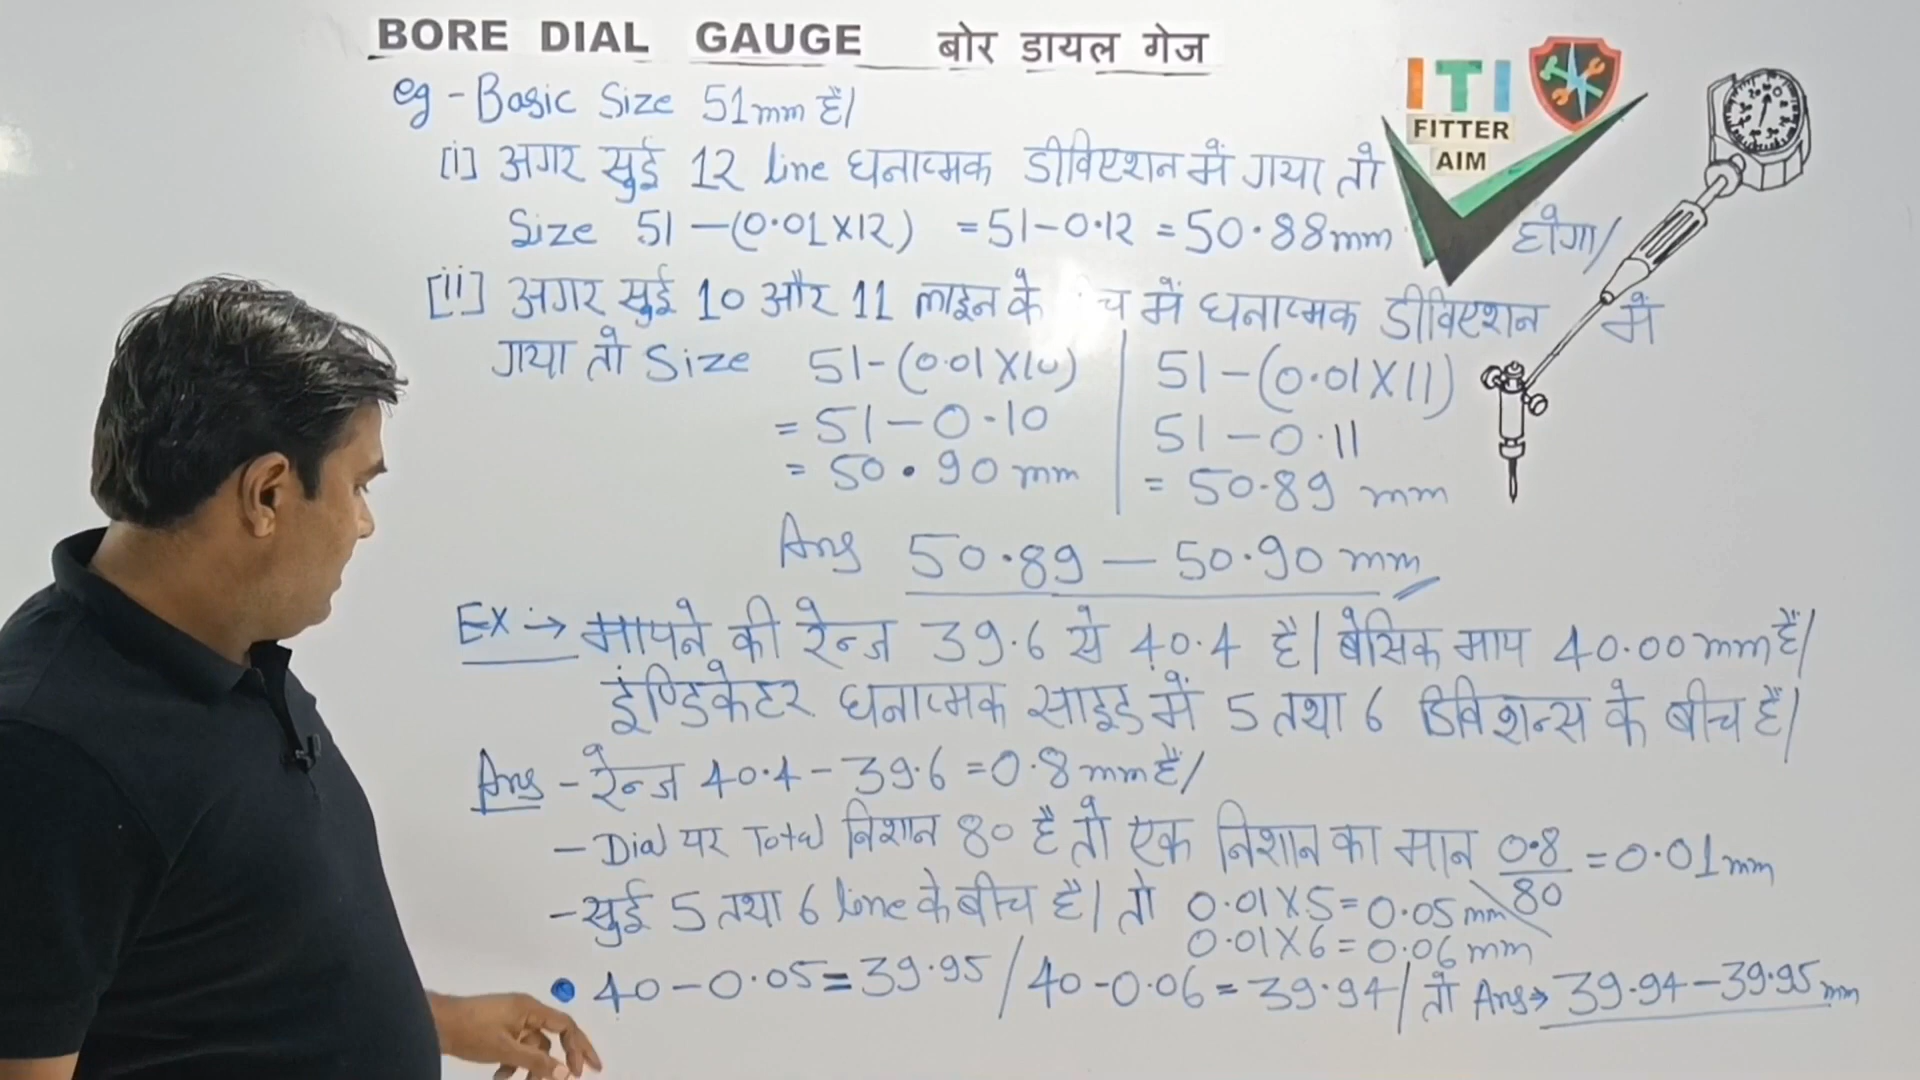 BORE DIAL GAUGE बोर डायल गेज
eg - Basic Size 51mm है।
ITI
FITTER
AIM
[i] अगर सुई 12 line धनात्मक डीविएशन में गया तो
Size 51 - (0.01X12) = 51 - 0.12 = 50.88mm होगा।
[ii] अगर सुई 10 और 11 लाइन के च में धनात्मक डीविएशन में
गया तो Size 51-(0.01X10) | 51-(0.01X11)
= 51 - 0.10 | 51 - 0.11
= 50.90 mm | = 50.89 mm
Ans 50.89 — 50.90 mm
Ex :→ मापने की रेन्ज 39.6 से 40.4 है। बेसिक माप 40.00mm है।
इंण्डिकेटर धनात्मक साइड में 5 तथा 6 डिविशन्स के बीच है।
Ans - रेन्ज 40.4 - 39.6 = 0.8mm है।
- Dial पर Total निशान 80 है तो एक निशान का मान 0.8/80 = 0.01mm
- सुई 5 तथा 6 line के बीच है। तो 0.01X5 = 0.05mm
0.01X6 = 0.06mm
• 40 - 0.05 = 39.95 / 40 - 0.06 = 39.94 / तो Ans → 39.94 - 39.95 mm